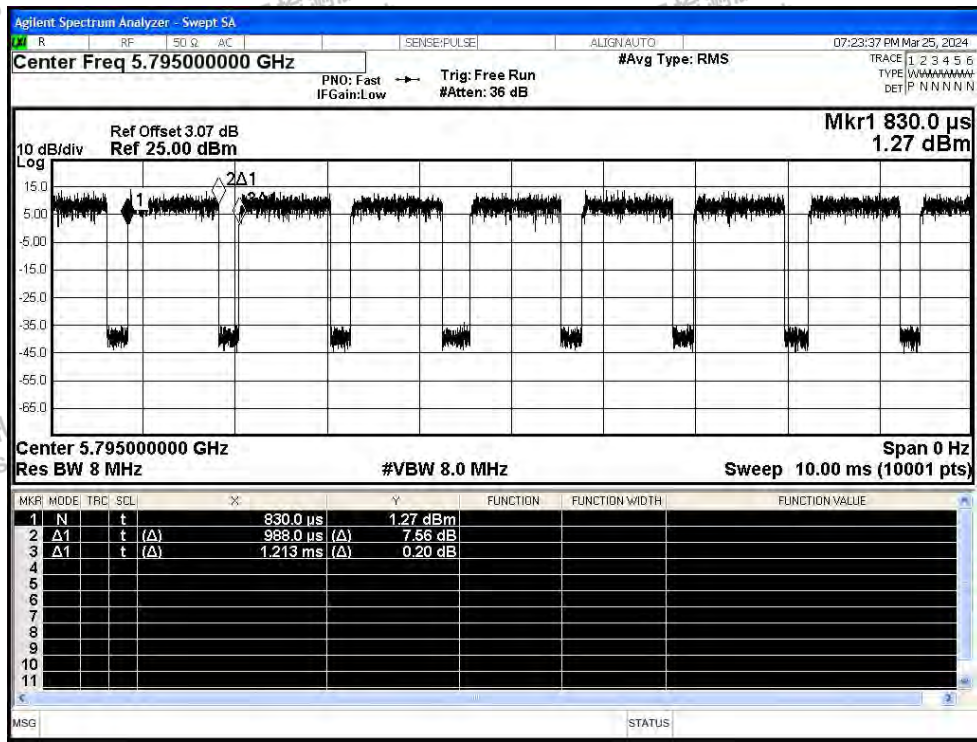 Agilent Spectrum Analyzer - Swept SA
LXI R RF 50 Ω AC SENSE:PULSE ALIGN AUTO 07:23:37 PM Mar 25, 2024
Center Freq 5.795000000 GHz #Avg Type: RMS TRACE 1 2 3 4 5 6
PNO: Fast Trig: Free Run TYPE WWWWWW
IFGain:Low #Atten: 36 dB DET P N N N N N
Mkr1 830.0 µs
Ref Offset 3.07 dB
10 dB/div Ref 25.00 dBm 1.27 dBm
Log
2Δ1
15.0
1
5.00
-5.00
-15.0
-25.0
-35.0
-45.0
-55.0
-65.0
Center 5.795000000 GHz Span 0 Hz
Res BW 8 MHz #VBW 8.0 MHz Sweep 10.00 ms (10001 pts)
MKR MODE TRC SCL X Y FUNCTION FUNCTION WIDTH FUNCTION VALUE
1 N t 830.0 µs 1.27 dBm
2 Δ1 t (Δ) 988.0 µs (Δ) 7.56 dB
3 Δ1 t (Δ) 1.213 ms (Δ) 0.20 dB
4
5
6
7
8
9
10
11
MSG STATUS